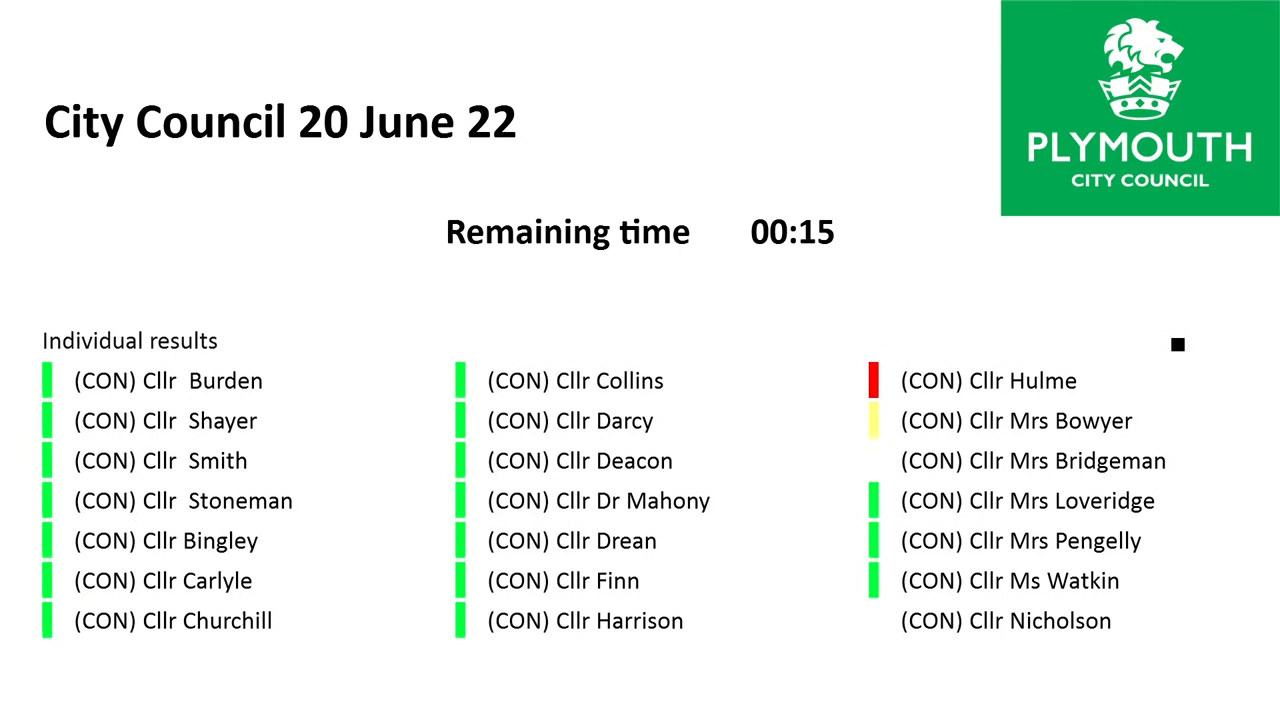 PLYMOUTH
CITY COUNCIL
City Council 20 June 22
Remaining time 00:15
Individual results
(CON) Cllr  Burden
(CON) Cllr  Shayer
(CON) Cllr  Smith
(CON) Cllr  Stoneman
(CON) Cllr Bingley
(CON) Cllr Carlyle
(CON) Cllr Churchill
(CON) Cllr Collins
(CON) Cllr Darcy
(CON) Cllr Deacon
(CON) Cllr Dr Mahony
(CON) Cllr Drean
(CON) Cllr Finn
(CON) Cllr Harrison
(CON) Cllr Hulme
(CON) Cllr Mrs Bowyer
(CON) Cllr Mrs Bridgeman
(CON) Cllr Mrs Loveridge
(CON) Cllr Mrs Pengelly
(CON) Cllr Ms Watkin
(CON) Cllr Nicholson